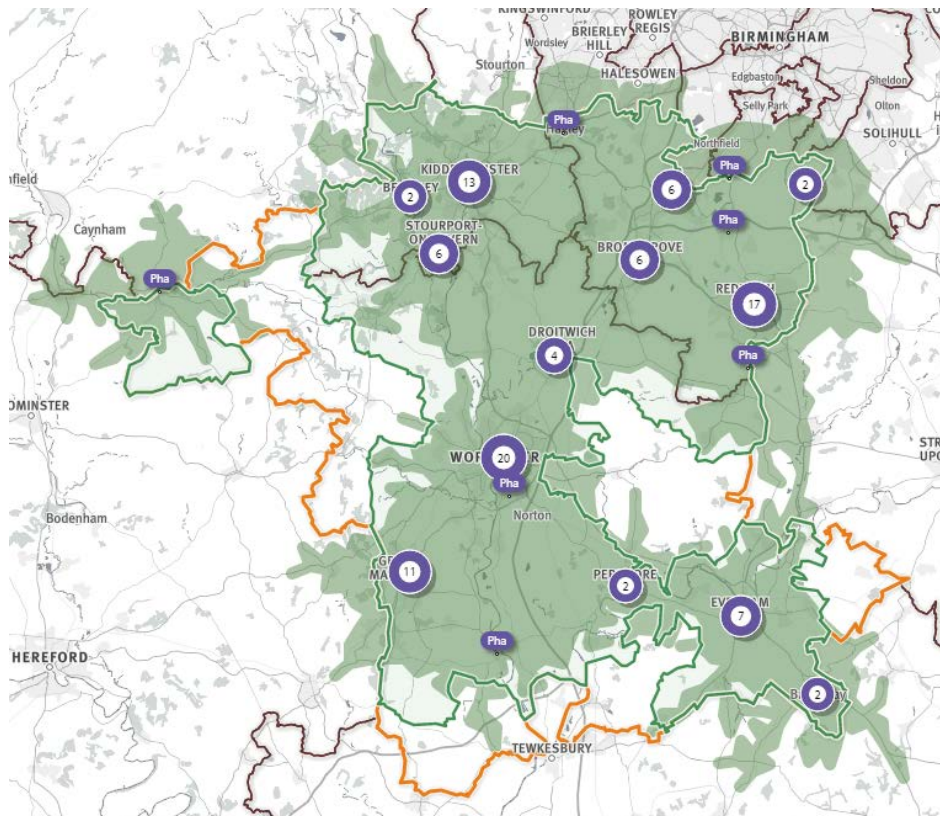 KINGSWINFORD
ROWLEY
REGIS
BRIERLEY
HILL
BIRMINGHAM
Wordsley
Stourton
HALESOWEN
Edgbaston
Sheldon
Selly Park
Olton
Pha
SOLIHULL
Northfield
Pha
13
6
2
2
Caynham
STOURPORT-
6
Pha
6
Pha
17
DROITWICH
4
Pha
20
Pha
Norton
Bodenham
11
2
7
Pha
HEREFORD
2
TEWKESBURY